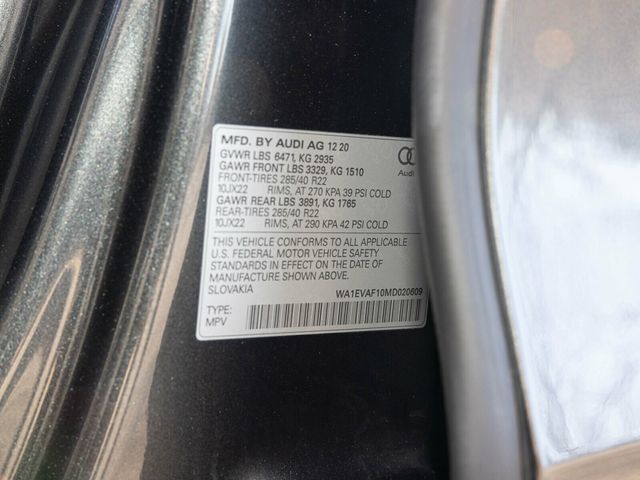 MFD. BY AUDI AG 12 20
GVWR LBS 6471, KG 2935
GAWR FRONT LBS 3329, KG 1510
FRONT-TIRES 285/40 R22
10JX22 RIMS, AT 270 KPA 39 PSI COLD
GAWR REAR LBS 3891, KG 1765
REAR-TIRES 285/40 R22
10JX22 RIMS, AT 290 KPA 42 PSI COLD
Audi
THIS VEHICLE CONFORMS TO ALL APPLICABLE
U.S. FEDERAL MOTOR VEHICLE SAFETY
STANDARDS IN EFFECT ON THE DATE OF
MANUFACTURE SHOWN ABOVE.
SLOVAKIA WA1EVAF10MD020609
TYPE:
MPV